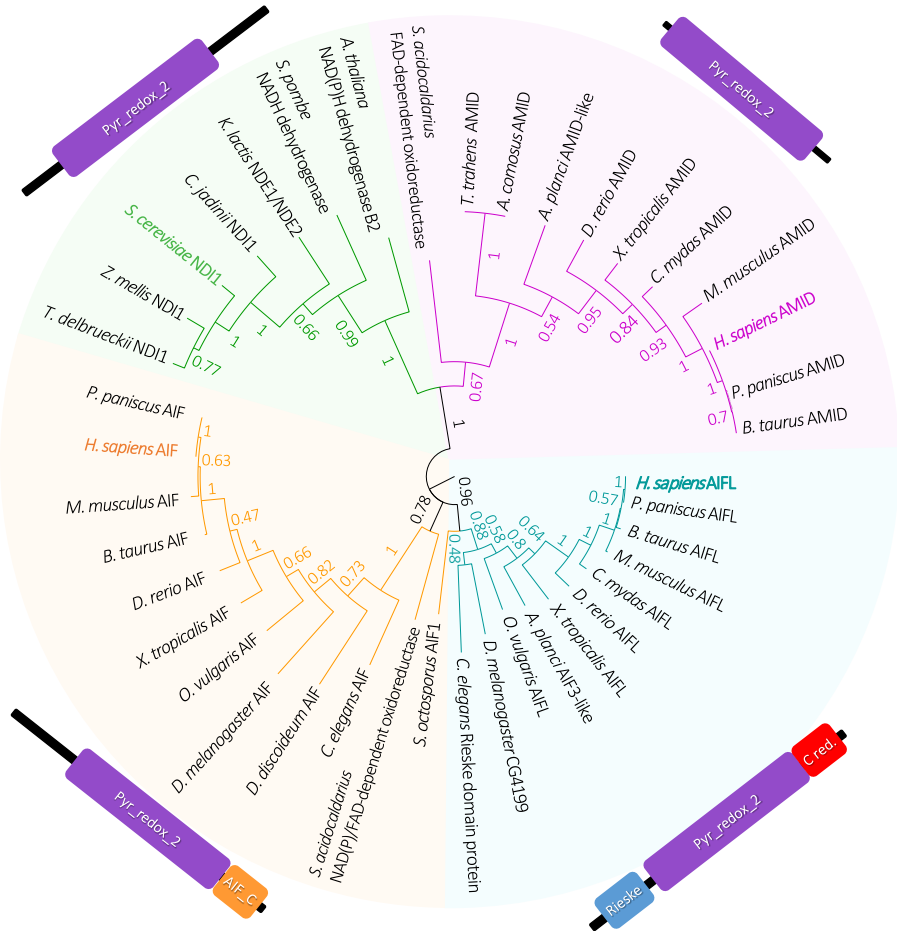 Pyr_redox_2
Pyr_redox_2
T. delbrueckii NDI1
Z. mellis NDI1
S. cerevisiae NDI1
C. jadinii NDI1
K. lactis NDE1/NDE2
S. pombe
NADH dehydrogenase
A. thaliana
NAD(P)H dehydrogenase B2
0.77
1
1
0.66
0.99
1
S. acidocaldarius
FAD-dependent oxidoreductase
T. trahens AMID
A. comosus AMID
A. planci AMID-like
D. rerio AMID
X. tropicalis AMID
C. mydas AMID
M. musculus AMID
H. sapiens AMID
P. paniscus AMID
B. taurus AMID
0.67
1
1
0.54
0.95
0.84
0.93
1
1
0.7
1
0.96
0.78
H. sapiens AIFL
P. paniscus AIFL
B. taurus AIFL
M. musculus AIFL
C. mydas AIFL
D. rerio AIFL
X. tropicalis AIFL
A. planci AIF3-like
O. vulgaris AIFL
D. melanogaster CG4199
C. elegans Rieske domain protein
1
0.57
1
1
1
0.64
0.8
0.58
0.88
0.48
P. paniscus AIF
H. sapiens AIF
M. musculus AIF
B. taurus AIF
D. rerio AIF
X. tropicalis AIF
O. vulgaris AIF
D. melanogaster AIF
D. discoideum AIF
C. elegans AIF
S. acidocaldarius
NAD(P)/FAD-dependent oxidoreductase
S. octosporus AIF1
1
0.63
1
0.47
1
0.66
0.82
0.73
1
Pyr_redox_2
AIF_C
Rieske
Pyr_redox_2
C red.